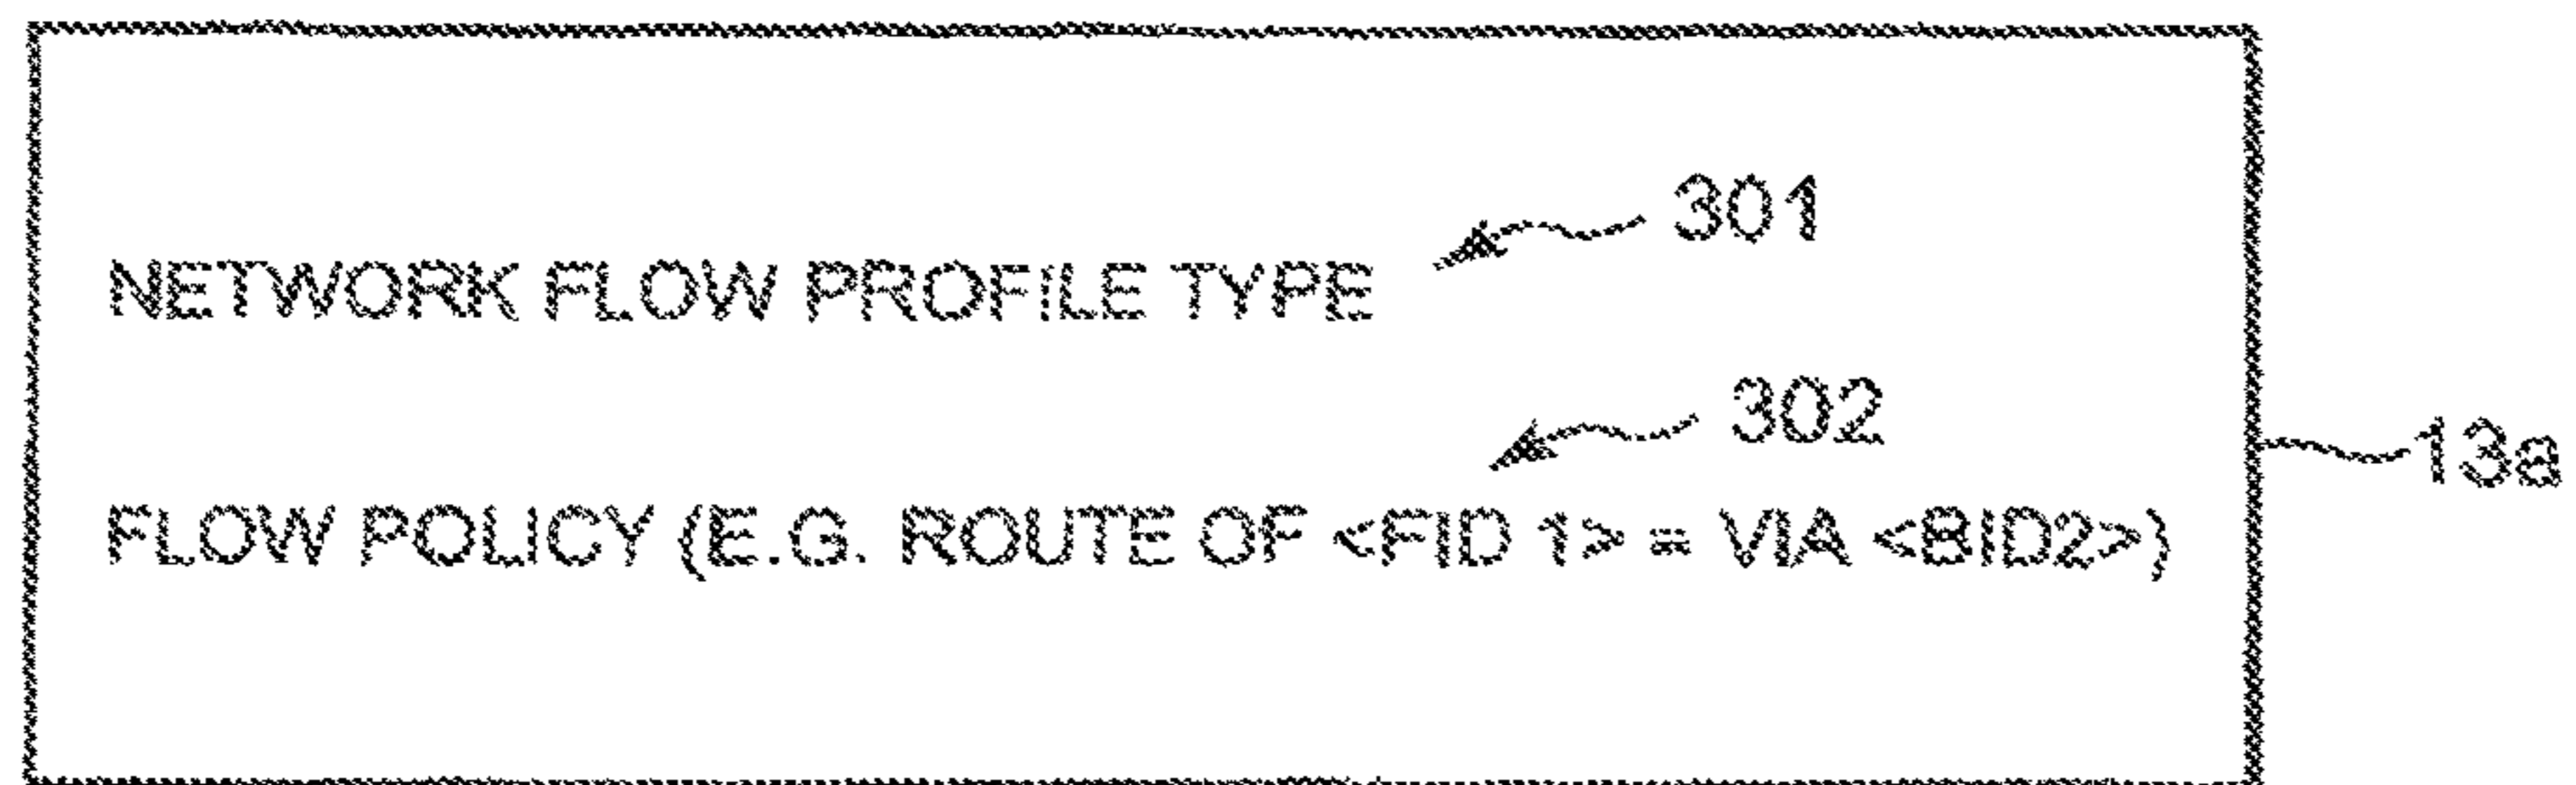 301
NETWORK FLOW PROFILE TYPE
302
13a
FLOW POLICY (E.G. ROUTE OF <FID 1> = VIA <BID2>)